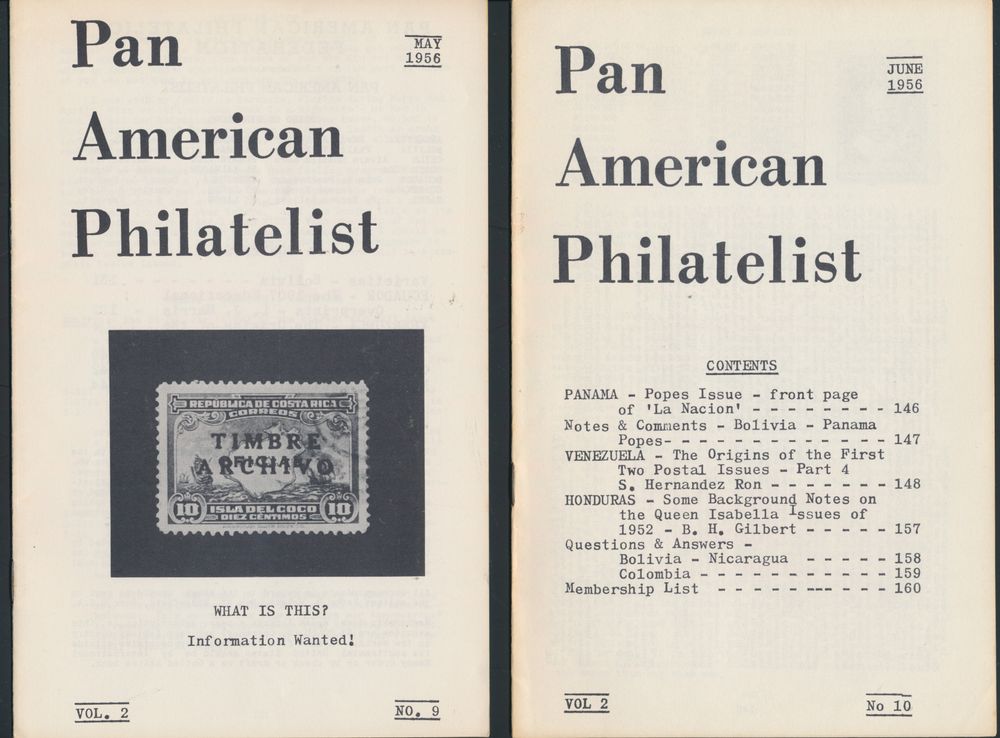 Pan
MAY
1956
American
Philatelist
REPUBLICA DE COSTA RICA
CORREOS
TIMBRE
ARCHIVO
10 ISLA DEL COCO 10
DIEZ CENTIMOS
WHAT IS THIS?
Information Wanted!
VOL. 2
NO. 9
Pan
JUNE
1956
American
Philatelist
CONTENTS
PANAMA - Popes Issue - front page
of 'La Nacion' - - - - - - - - - 146
Notes & Comments - Bolivia - Panama
Popes- - - - - - - - - - - - - - 147
VENEZUELA - The Origins of the First
Two Postal Issues - Part 4
S. Hernandez Ron - - - - - - - 148
HONDURAS - Some Background Notes on
the Queen Isabella Issues of
1952 - B. H. Gilbert - - - - - 157
Questions & Answers -
Bolivia - Nicaragua - - - - - 158
Colombia - - - - - - - - - - - - 159
Membership List - - - - - --- - - - 160
VOL 2
No 10